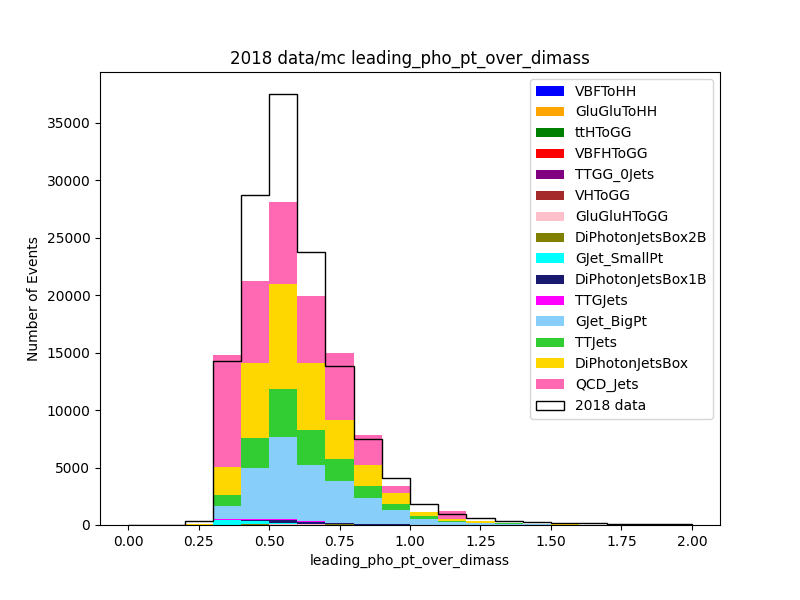 2018 data/mc leading_pho_pt_over_dimass
Number of Events
35000
30000
25000
20000
15000
10000
5000
0
0.00 0.25 0.50 0.75 1.00 1.25 1.50 1.75 2.00
leading_pho_pt_over_dimass
VBFToHH
GluGluToHH
ttHToGG
VBFHToGG
TTGG_0Jets
VHToGG
GluGluHToGG
DiPhotonJetsBox2B
GJet_SmallPt
DiPhotonJetsBox1B
TTGJets
GJet_BigPt
TTJets
DiPhotonJetsBox
QCD_Jets
2018 data